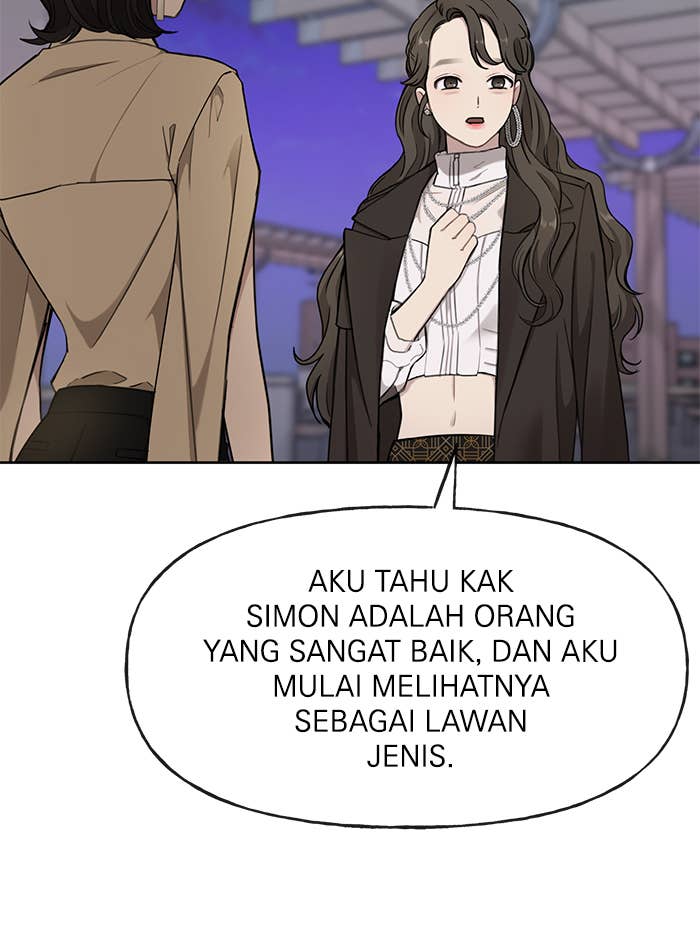 AKU TAHU KAK
SIMON ADALAH ORANG
YANG SANGAT BAIK, DAN AKU
MULAI MELIHATNYA
SEBAGAI LAWAN
JENIS.